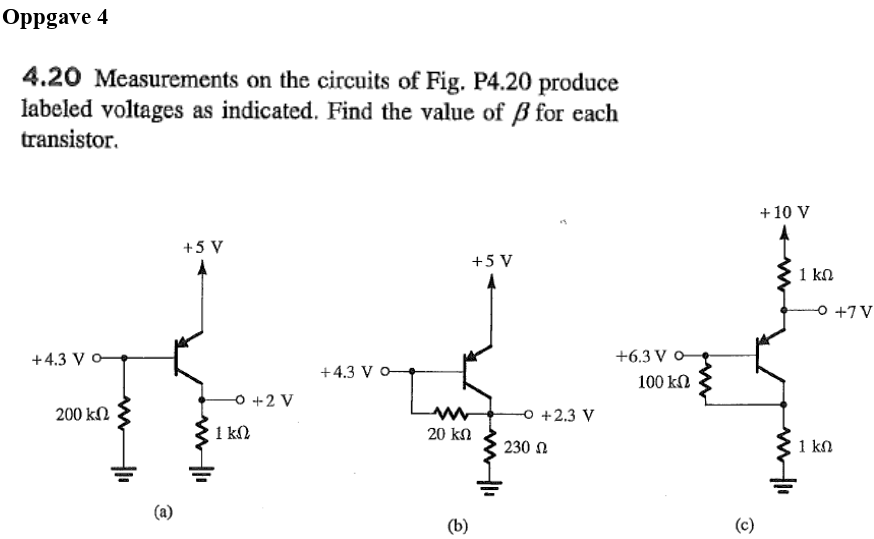 Oppgave 4
4.20 Measurements on the circuits of Fig. P4.20 produce
labeled voltages as indicated. Find the value of β for each
transistor.
+5 V
+4.3 V
200 kΩ
+2 V
1 kΩ
(a)
+5 V
+4.3 V
20 kΩ
+2.3 V
230 Ω
(b)
+10 V
1 kΩ
+7 V
+6.3 V
100 kΩ
1 kΩ
(c)